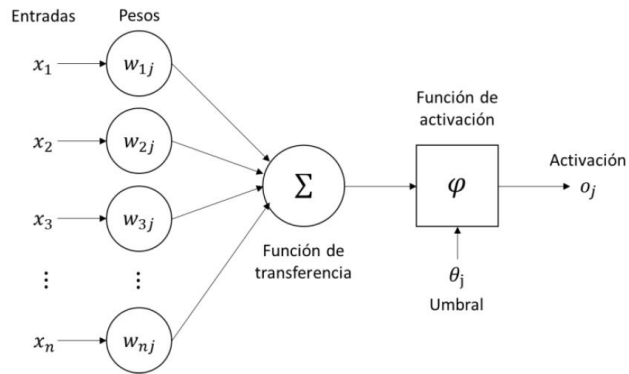 Entradas
Pesos
x₁
w₁ⱼ
x₂
w₂ⱼ
x₃
w₃ⱼ
⋮
⋮
xₙ
wₙⱼ
Σ
Función de
transferencia
Función de
activación
φ
θⱼ
Umbral
Activación
oⱼ